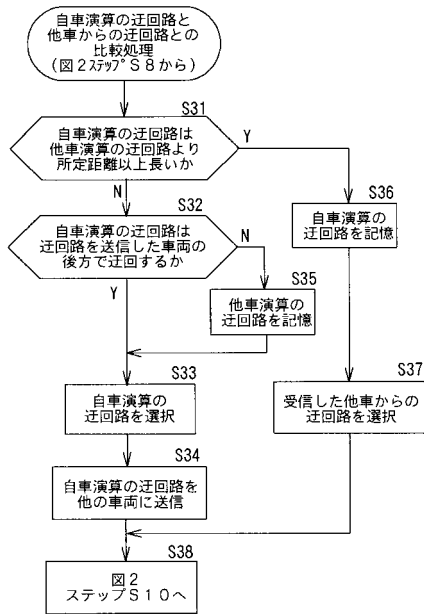 自車演算の迂回路と
他車からの迂回路との
比較処理
(図2ステップS8から)
S31
自車演算の迂回路は
他車演算の迂回路より
所定距離以上長いか
Y
N
S32
自車演算の迂回路は
迂回路を送信した車両の
後方で迂回するか
N
Y
S36
自車演算の
迂回路を記憶
S35
他車演算の
迂回路を記憶
S33
自車演算の
迂回路を選択
S37
受信した他車からの
迂回路を選択
S34
自車演算の迂回路を
他の車両に送信
S38
図2
ステップS10へ